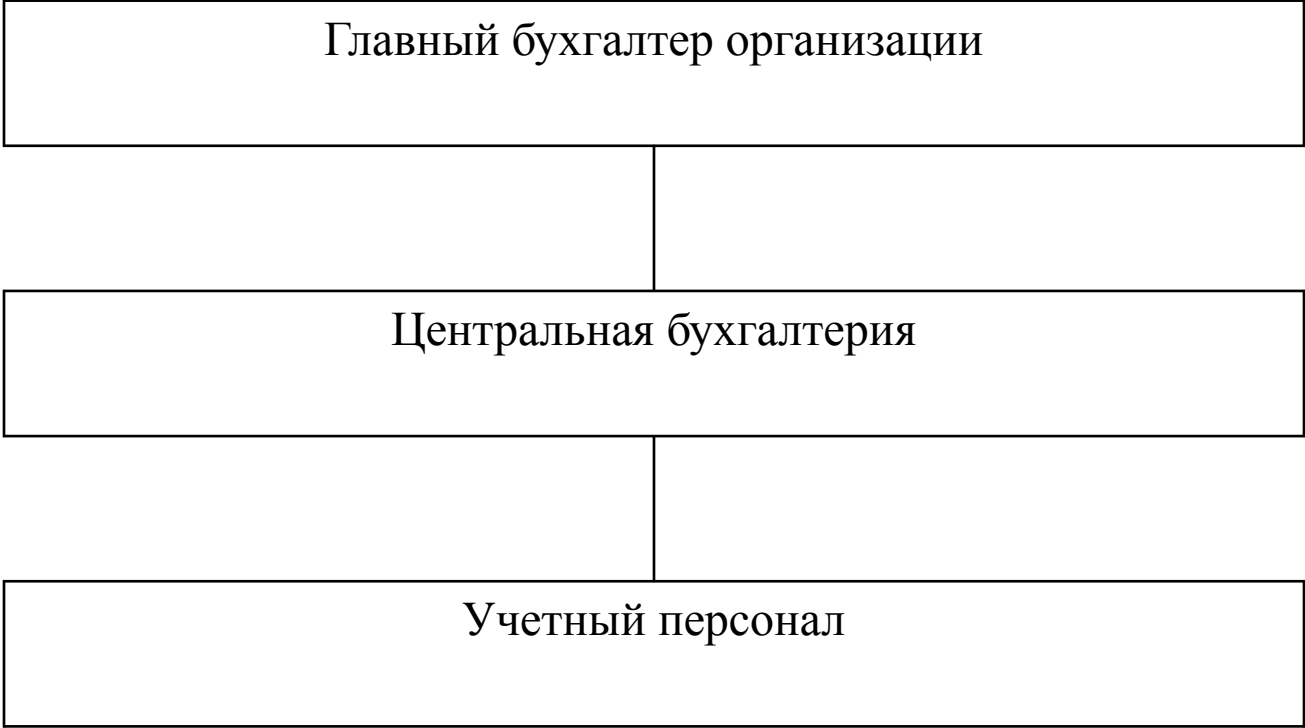 Главный бухгалтер организации
Центральная бухгалтерия
Учетный персонал